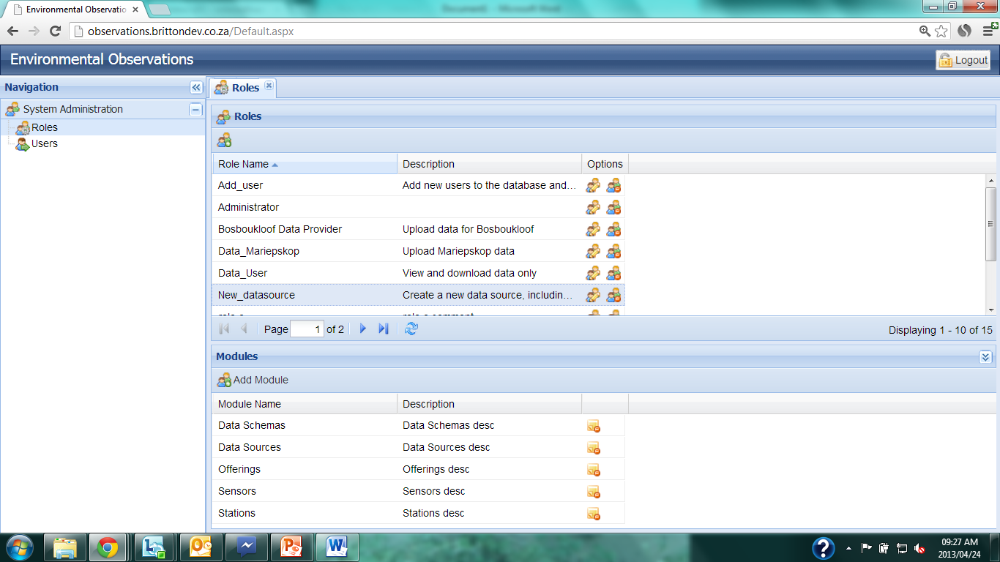 Environmental Observatio
Document1 - Microsoft Word
observations.brittondev.co.za/Default.aspx
Environmental Observations
Logout
Navigation
System Administration
Roles
Users
Roles
Roles
Role Name Description Options
Add_user Add new users to the database and...
Administrator
Bosboukloof Data Provider Upload data for Bosboukloof
Data_Mariepskop Upload Mariepskop data
Data_User View and download data only
New_datasource Create a new data source, includin...
Page 1 of 2
Displaying 1 - 10 of 15
Modules
Add Module
Module Name Description
Data Schemas Data Schemas desc
Data Sources Data Sources desc
Offerings Offerings desc
Sensors Sensors desc
Stations Stations desc
09:27 AM
2013/04/24